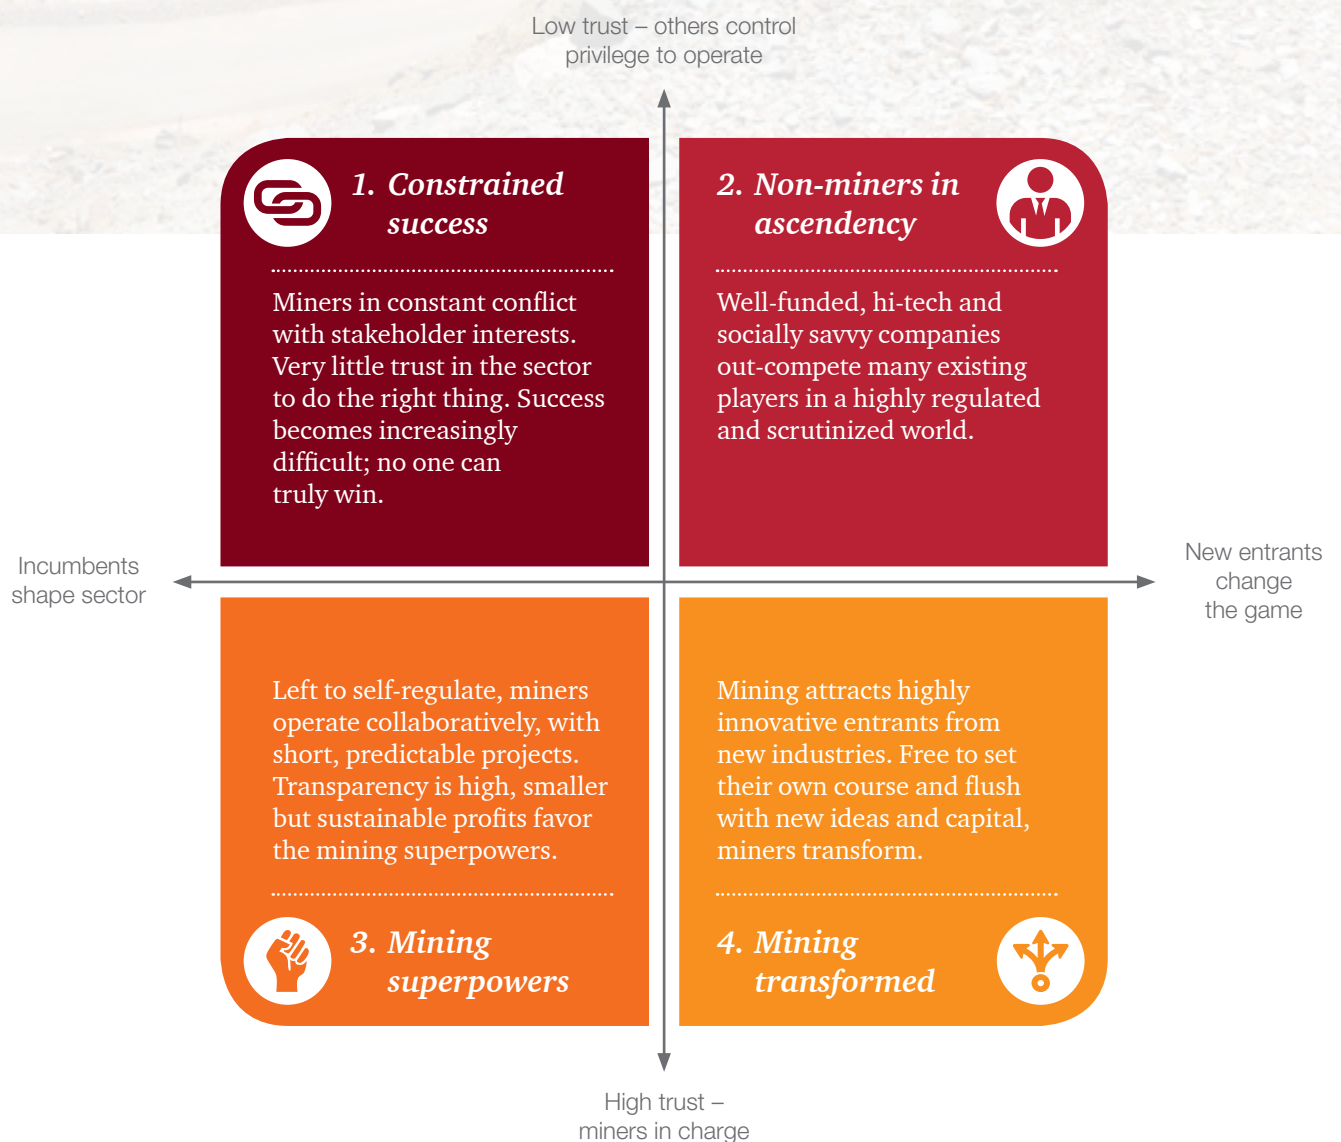 Low trust – others control
privilege to operate
1. Constrained
success
Miners in constant conflict
with stakeholder interests.
Very little trust in the sector
to do the right thing. Success
becomes increasingly
difficult; no one can
truly win.
2. Non-miners in
ascendency
Well-funded, hi-tech and
socially savvy companies
out-compete many existing
players in a highly regulated
and scrutinized world.
Incumbents
shape sector
New entrants
change
the game
Left to self-regulate, miners
operate collaboratively, with
short, predictable projects.
Transparency is high, smaller
but sustainable profits favor
the mining superpowers.
3. Mining
superpowers
Mining attracts highly
innovative entrants from
new industries. Free to set
their own course and flush
with new ideas and capital,
miners transform.
4. Mining
transformed
High trust –
miners in charge